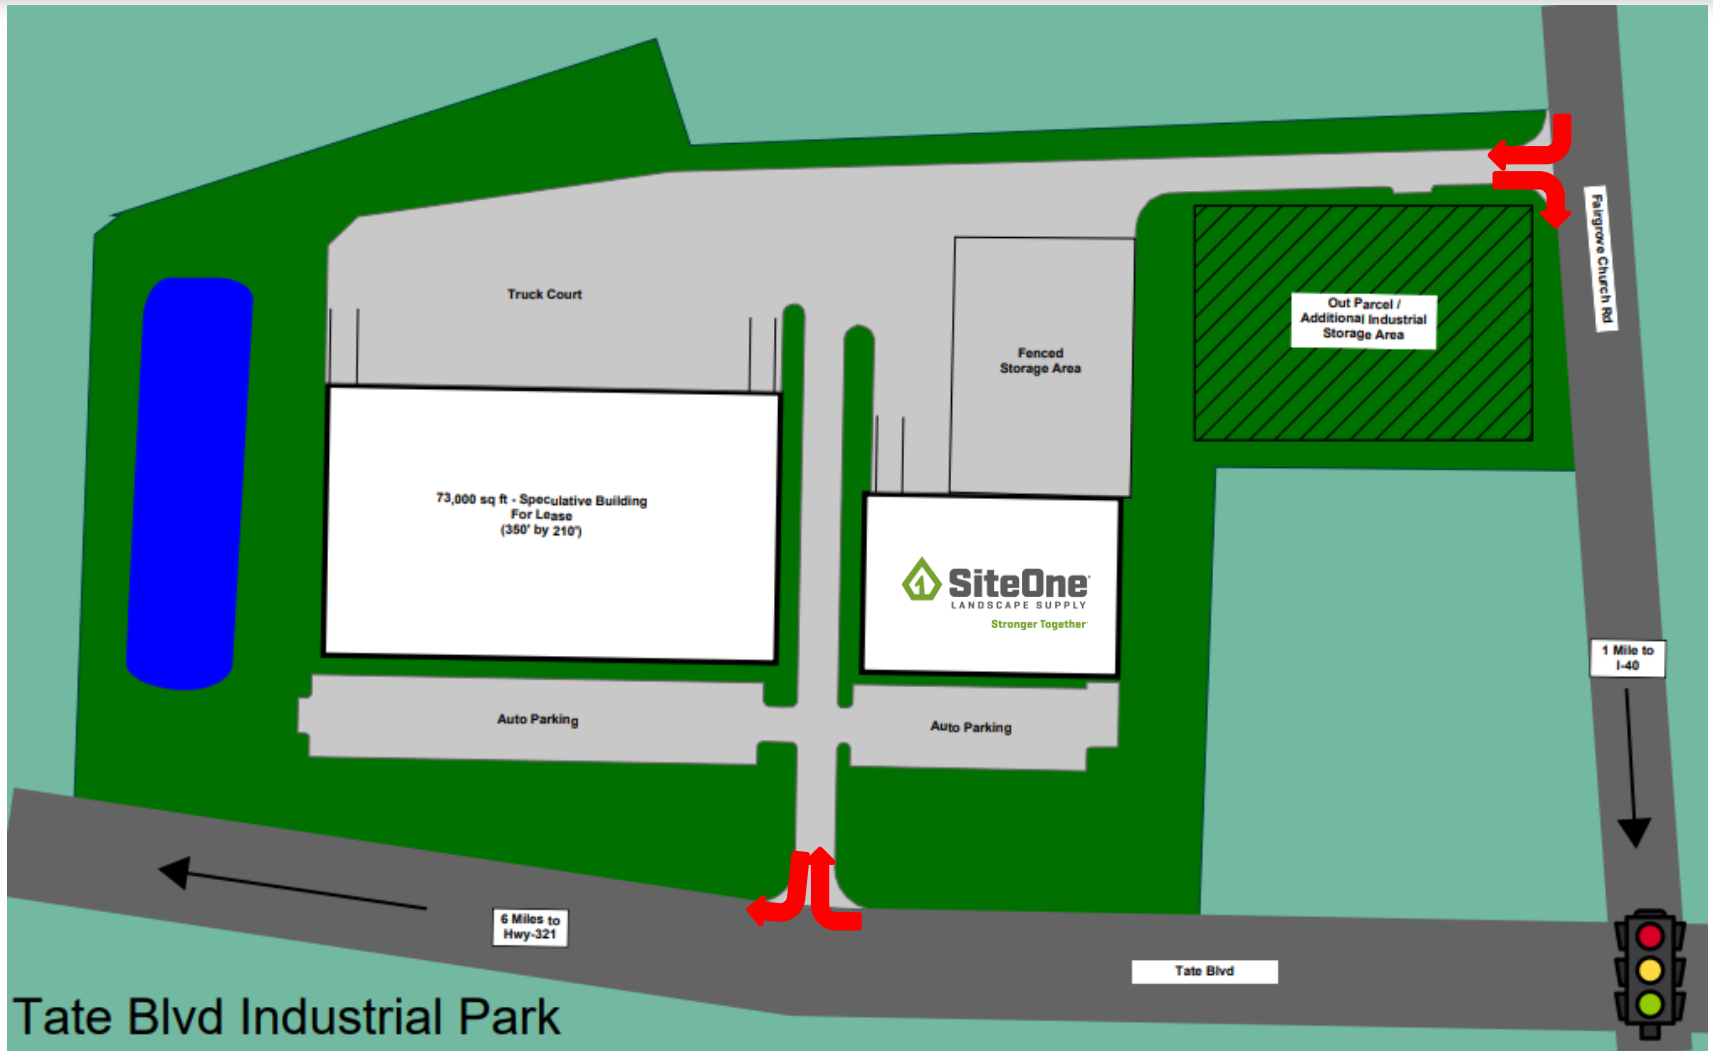 Fairgrove Church Rd
Truck Court
Out Parcel /
Additional Industrial
Storage Area
Fenced
Storage Area
73,000 sq ft - Speculative Building
For Lease
(350' by 210')
SiteOne
LANDSCAPE SUPPLY
Stronger Together
1 Mile to
I-40
Auto Parking
Auto Parking
6 Miles to
Hwy-321
Tate Blvd
Tate Blvd Industrial Park